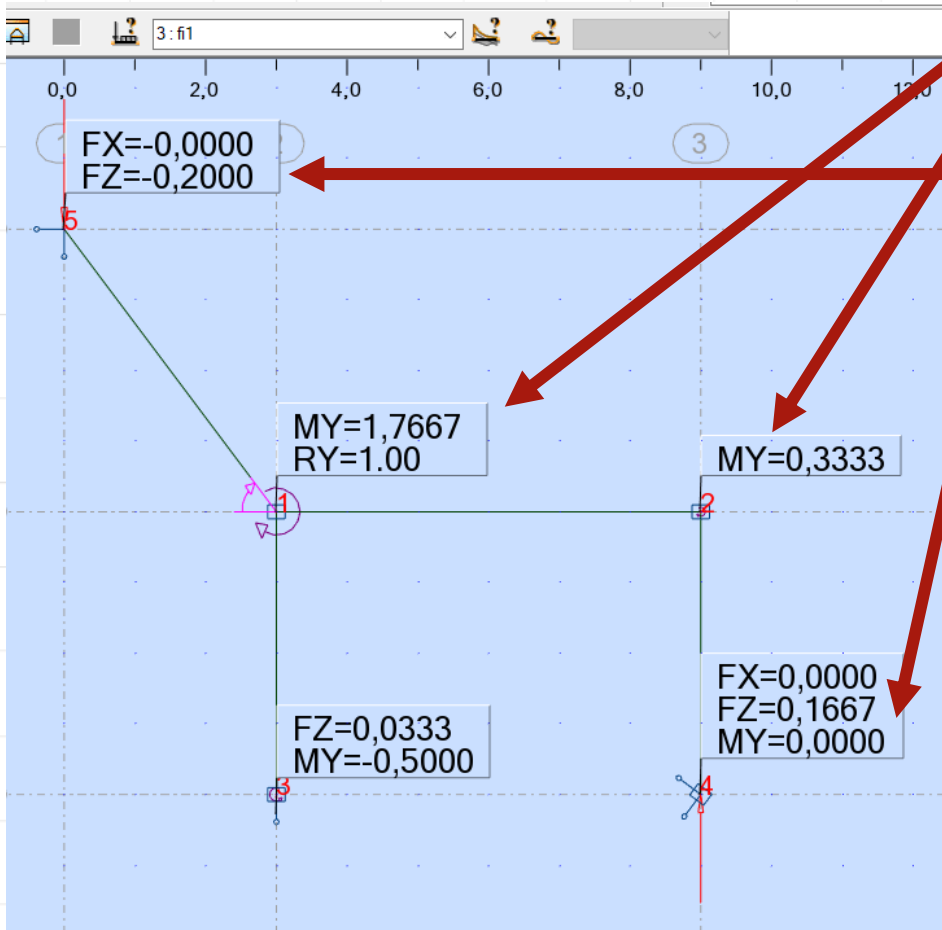 3 : fi1
0,0 2,0 4,0 6,0 8,0 10,0
3
FX=-0,0000
FZ=-0,2000
5
MY=1,7667
RY=1.00
1
MY=0,3333
2
FX=0,0000
FZ=0,1667
MY=0,0000
FZ=0,0333
MY=-0,5000
3
4